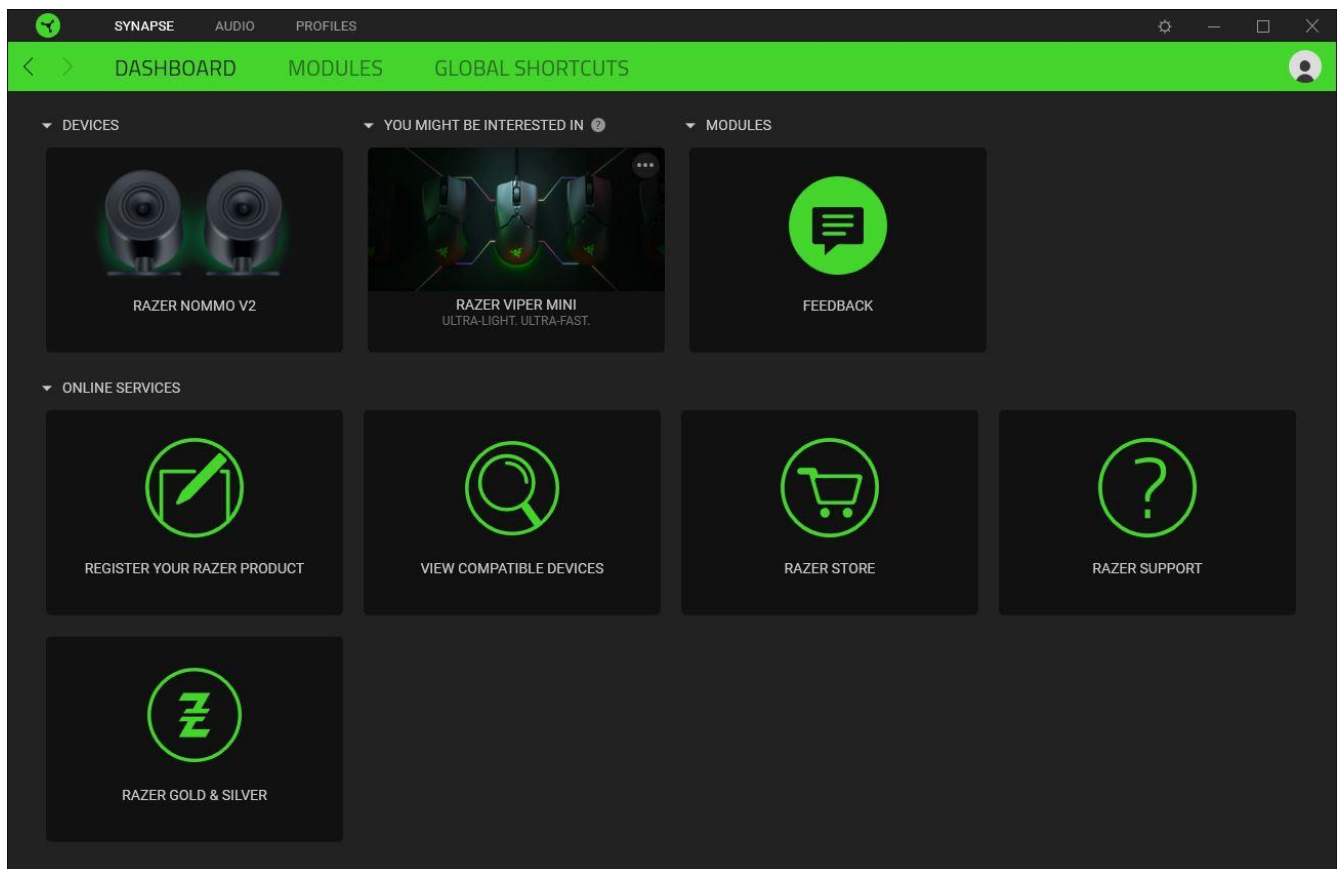 SYNAPSE AUDIO PROFILES
DASHBOARD MODULES GLOBAL SHORTCUTS
DEVICES
YOU MIGHT BE INTERESTED IN ?
MODULES
RAZER NOMMO V2
RAZER VIPER MINI
ULTRA-LIGHT. ULTRA-FAST.
FEEDBACK
ONLINE SERVICES
REGISTER YOUR RAZER PRODUCT
VIEW COMPATIBLE DEVICES
RAZER STORE
RAZER SUPPORT
RAZER GOLD & SILVER